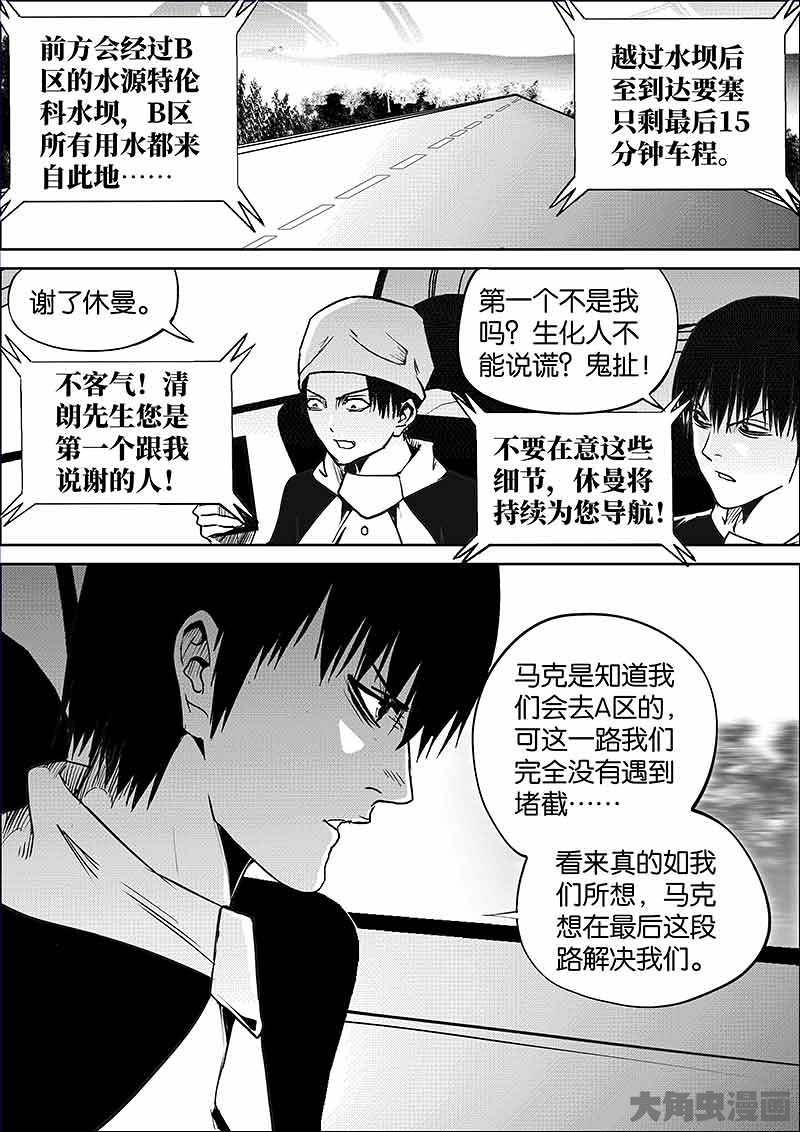 前方会经过B
区的水源特伦
科水坝，B区
所有用水都来
自此地……
越过水坝后
至到达要塞
只剩最后15
分钟车程。
谢了休曼。
不客气！清
朗先生您是
第一个跟我
说谢的人！
第一个不是我
吗？生化人不
能说谎？鬼扯！
不要在意这些
细节，休曼将
持续为您导航！
马克是知道我
们会去A区的，
可这一路我们
完全没有遇到
堵截……
看来真的如我
们所想，马克
想在最后这段
路解决我们。
大角虫漫画